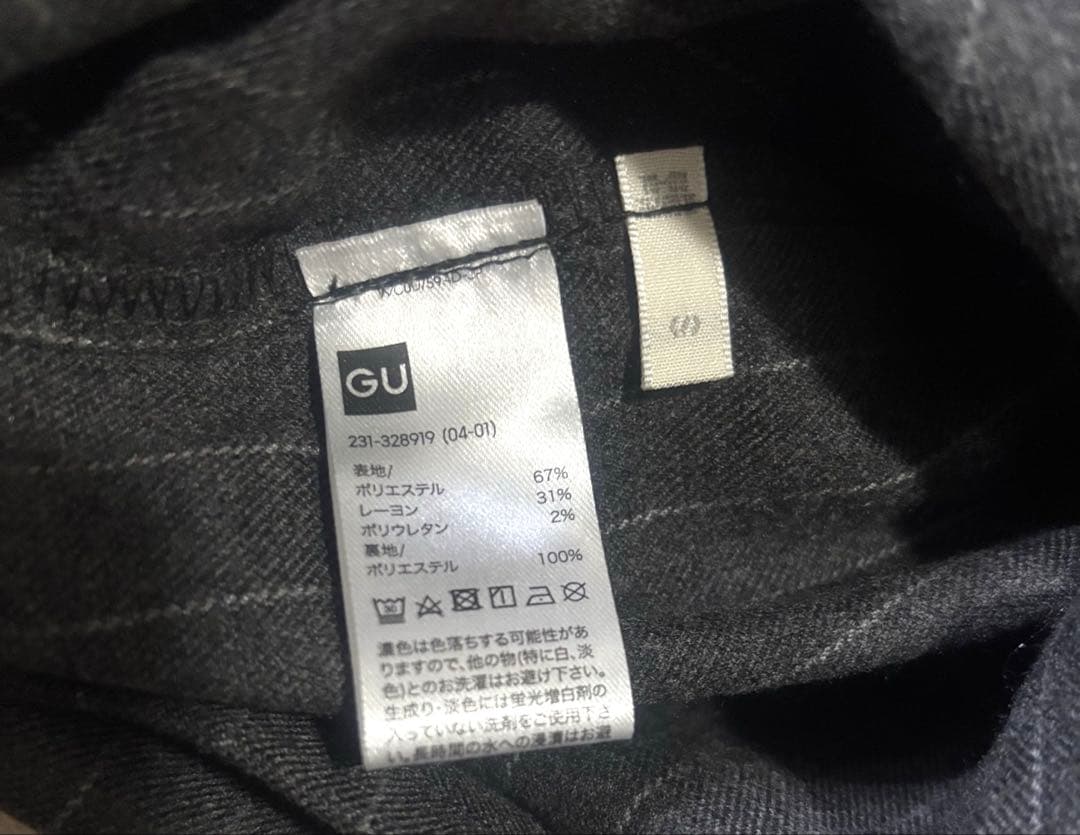 GU
231-328919 (04-01)
表地/
ポリエステル 67%
レーヨン 31%
ポリウレタン 2%
裏地/
ポリエステル 100%
濃色は色落ちする可能性があ
りますので、他の物(特に白、淡
色)とのお洗濯はお避け下さい。
生成り・淡色には蛍光増白剤の
入っていない洗剤をご使用下さ
い。長時間の水への浸漬はお避